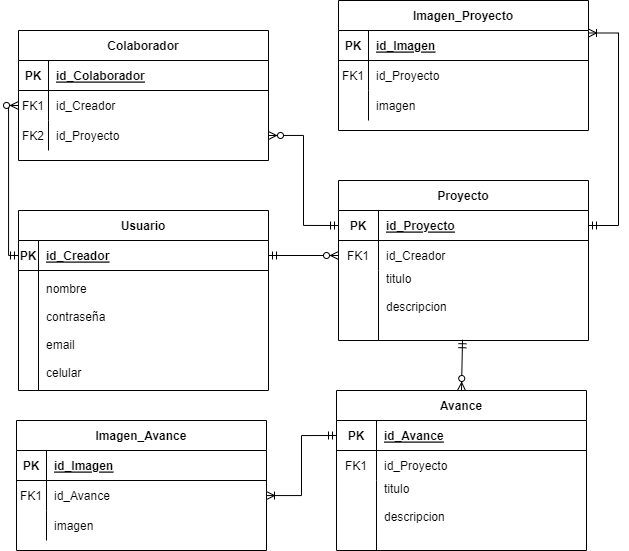 Colaborador
PK id_Colaborador
FK1 id_Creador
FK2 id_Proyecto
Imagen_Proyecto
PK id_Imagen
FK1 id_Proyecto
imagen
Usuario
PK id_Creador
nombre
contraseña
email
celular
Proyecto
PK id_Proyecto
FK1 id_Creador
titulo
descripcion
Imagen_Avance
PK id_Imagen
FK1 id_Avance
imagen
Avance
PK id_Avance
FK1 id_Proyecto
titulo
descripcion